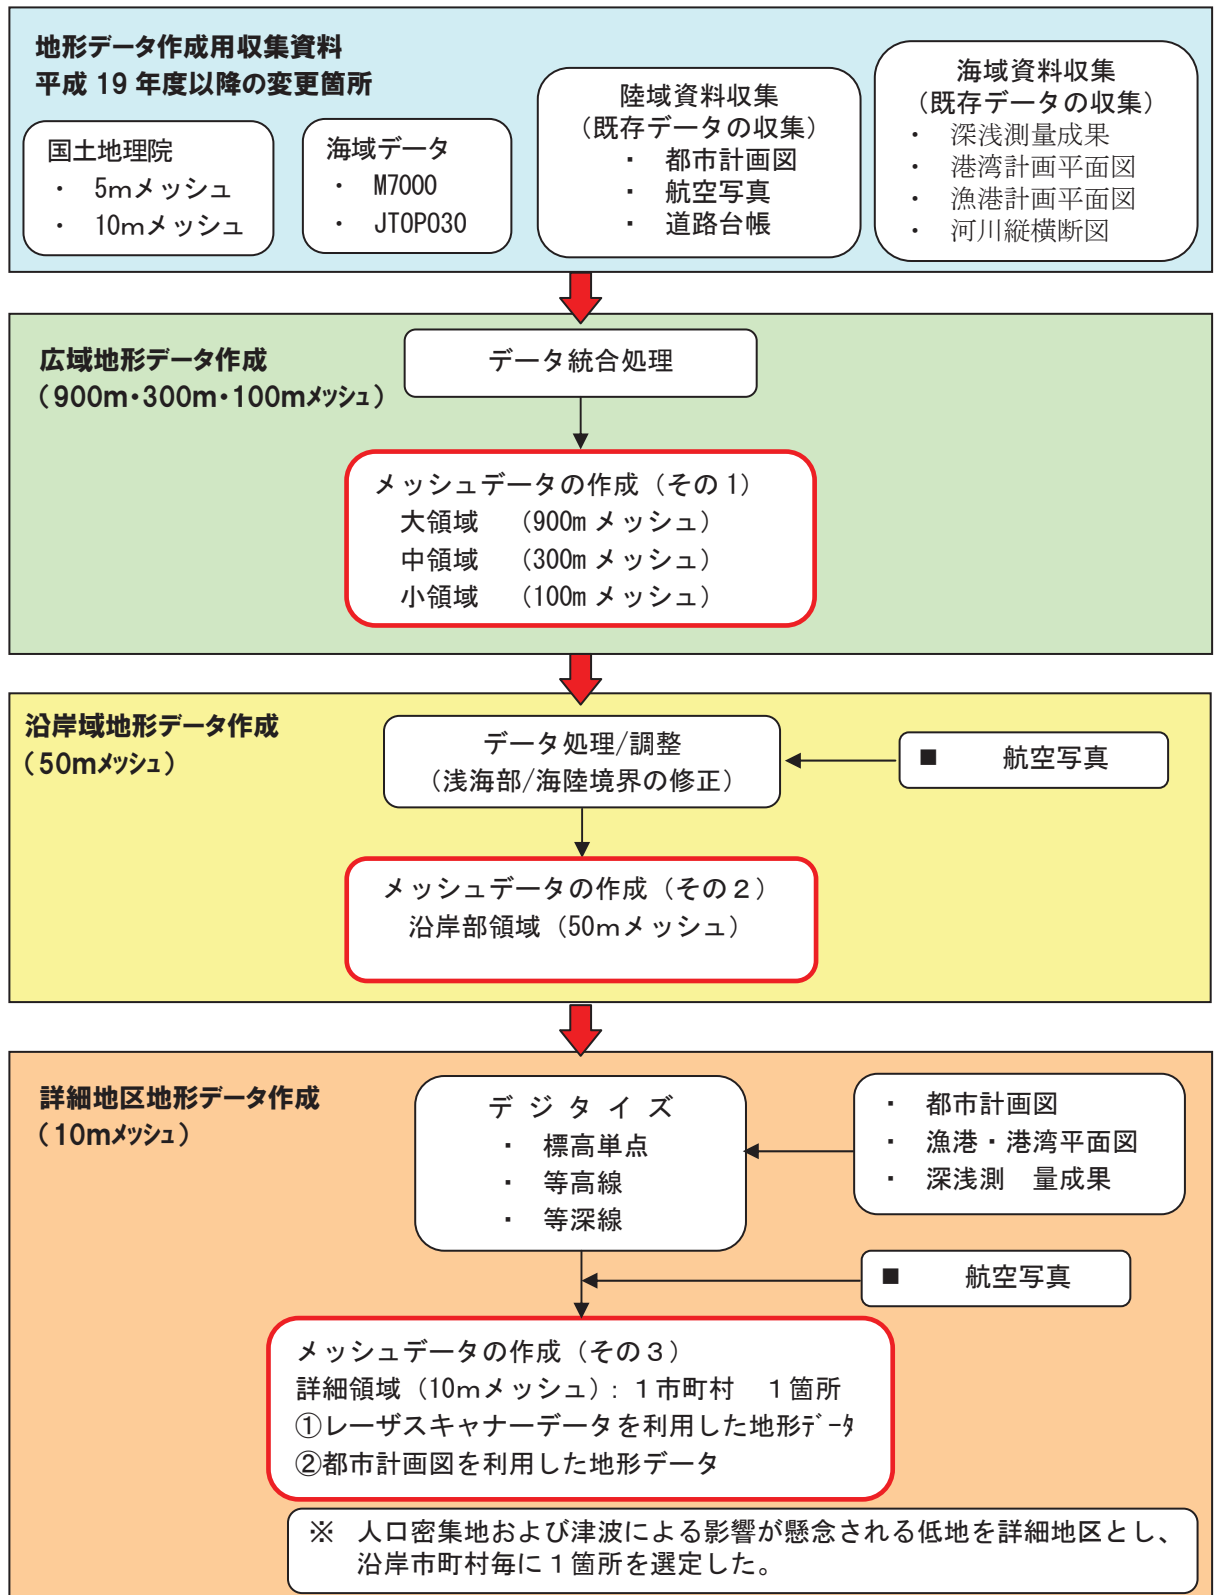 地形データ作成用収集資料
平成 19 年度以降の変更箇所
国土地理院
・ 5mメッシュ
・ 10mメッシュ
海域データ
・ M7000
・ JTOPO30
陸域資料収集
(既存データの収集)
・ 都市計画図
・ 航空写真
・ 道路台帳
海域資料収集
(既存データの収集)
・ 深浅測量成果
・ 港湾計画平面図
・ 漁港計画平面図
・ 河川縦横断図
広域地形データ作成
(900m・300m・100mメッシュ)
データ統合処理
メッシュデータの作成(その 1)
大領域 (900m メッシュ)
中領域 (300m メッシュ)
小領域 (100m メッシュ)
沿岸域地形データ作成
(50mメッシュ)
データ処理/調整
(浅海部/海陸境界の修正)
■ 航空写真
メッシュデータの作成(その2)
沿岸部領域(50mメッシュ)
詳細地区地形データ作成
(10mメッシュ)
デ ジ タ イ ズ
・ 標高単点
・ 等高線
・ 等深線
・ 都市計画図
・ 漁港・港湾平面図
・ 深浅測 量成果
■ 航空写真
メッシュデータの作成(その3)
詳細領域(10mメッシュ):1市町村 1箇所
①レーザスキャナーデータを利用した地形データ
②都市計画図を利用した地形データ
※ 人口密集地および津波による影響が懸念される低地を詳細地区とし、
沿岸市町村毎に1箇所を選定した。